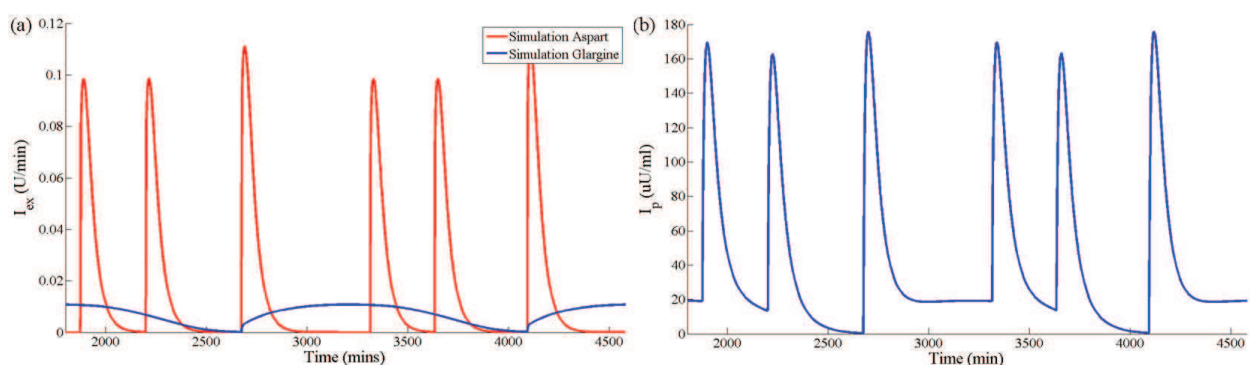 (a)
0.12
0.1
0.08
0.06
0.04
0.02
0
I_ex (U/min)
Simulation Aspart
Simulation Glargine
2000 2500 3000 3500 4000 4500
Time (mins)
(b)
180
160
140
120
100
80
60
40
20
0
I_p (uU/ml)
2000 2500 3000 3500 4000 4500
Time (min)